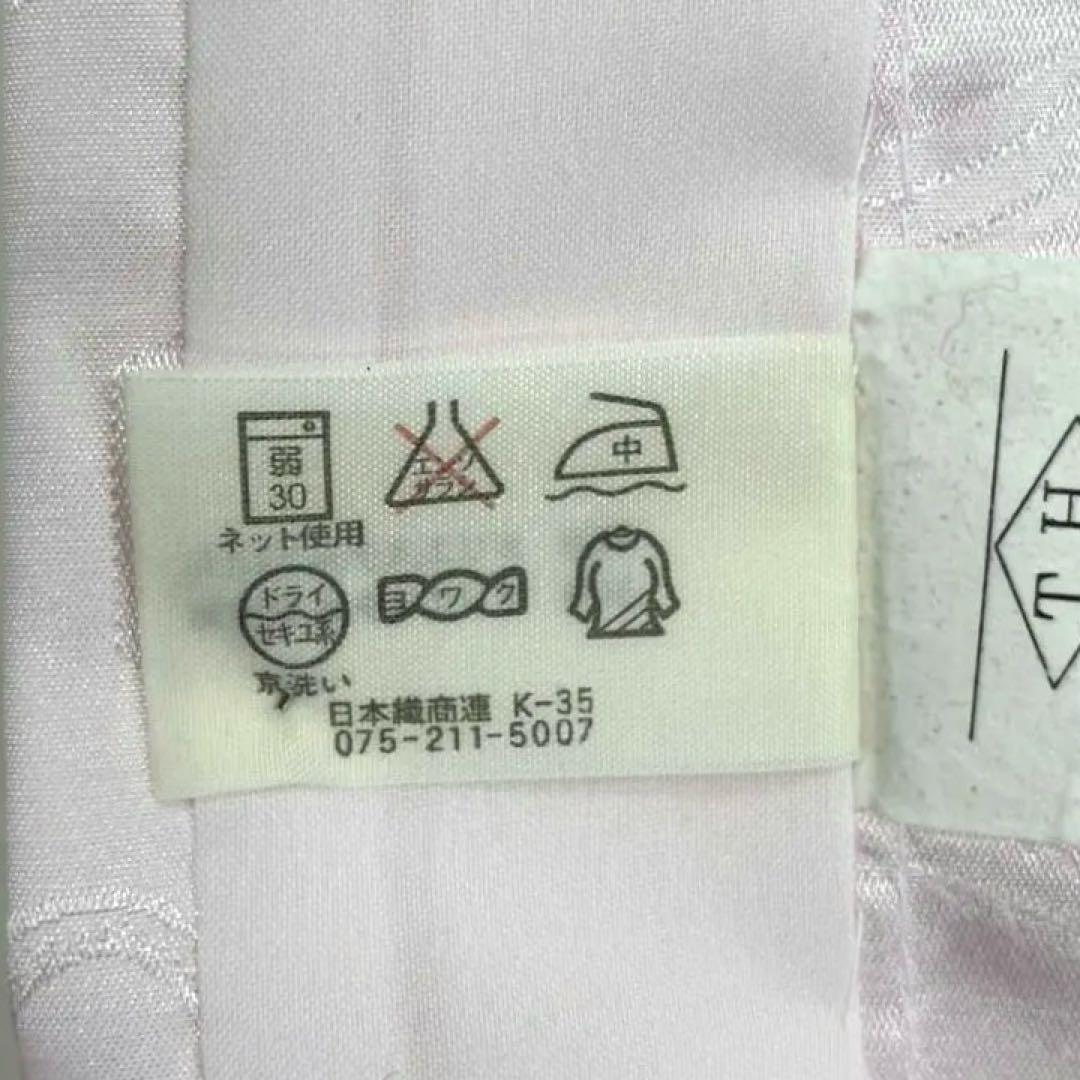 弱
30
ネット使用
エンソ
サラシ
中
ドライ
セキユ系
京洗い
ヨワク
日本織商連 K-35
075-211-5007
H
T